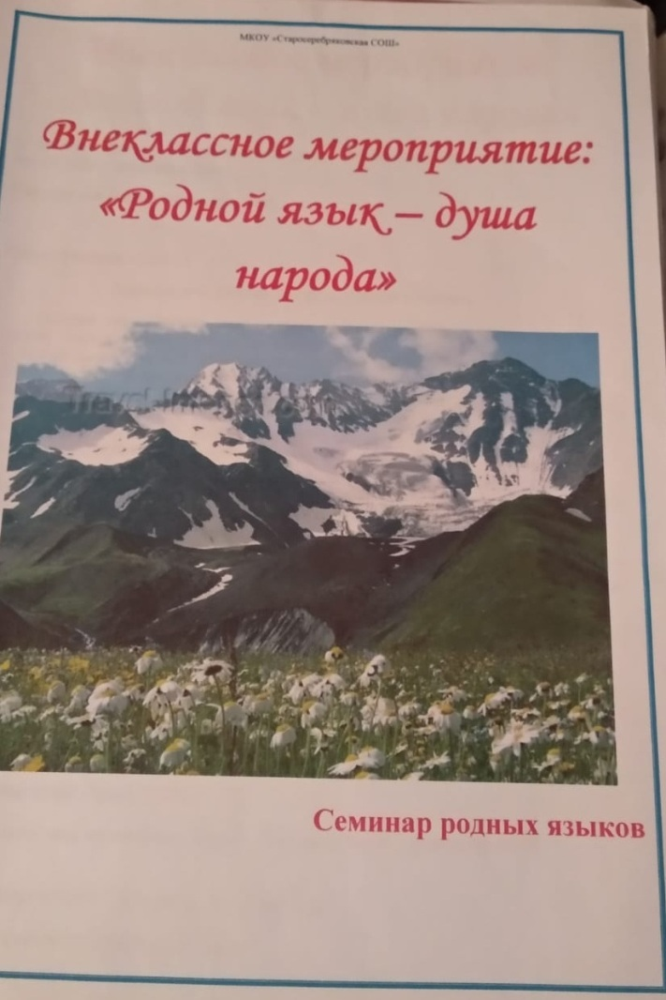 МКОУ «Старосеребряковская СОШ»
Внеклассное мероприятие:
«Родной язык – душа
народа»
Семинар родных языков